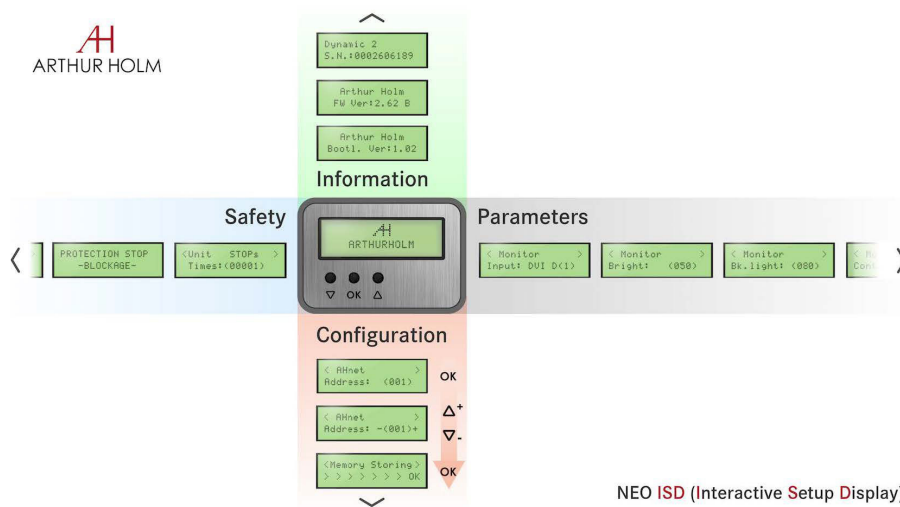 AH
ARTHUR HOLM
Dynamic 2
S.N.:0002606189
Arthur Holm
FW Ver:2.62 B
Arthur Holm
Bootl. Ver:1.02
Information
Safety
Parameters
PROTECTION STOP
-BLOCKAGE-
<Unit STOPs >
Times:(00001)
AH
ARTHURHOLM
▽ OK △
< Monitor >
Input: DVI D(1)
< Monitor >
Bright: (050)
< Monitor >
Bk.light: (080)
Configuration
< AHnet >
Address: (001)
OK
< AHnet >
Address: -(001)+
△+
▽-
<Memory Storing>
> > > > > > > OK
OK
NEO ISD (Interactive Setup Display)